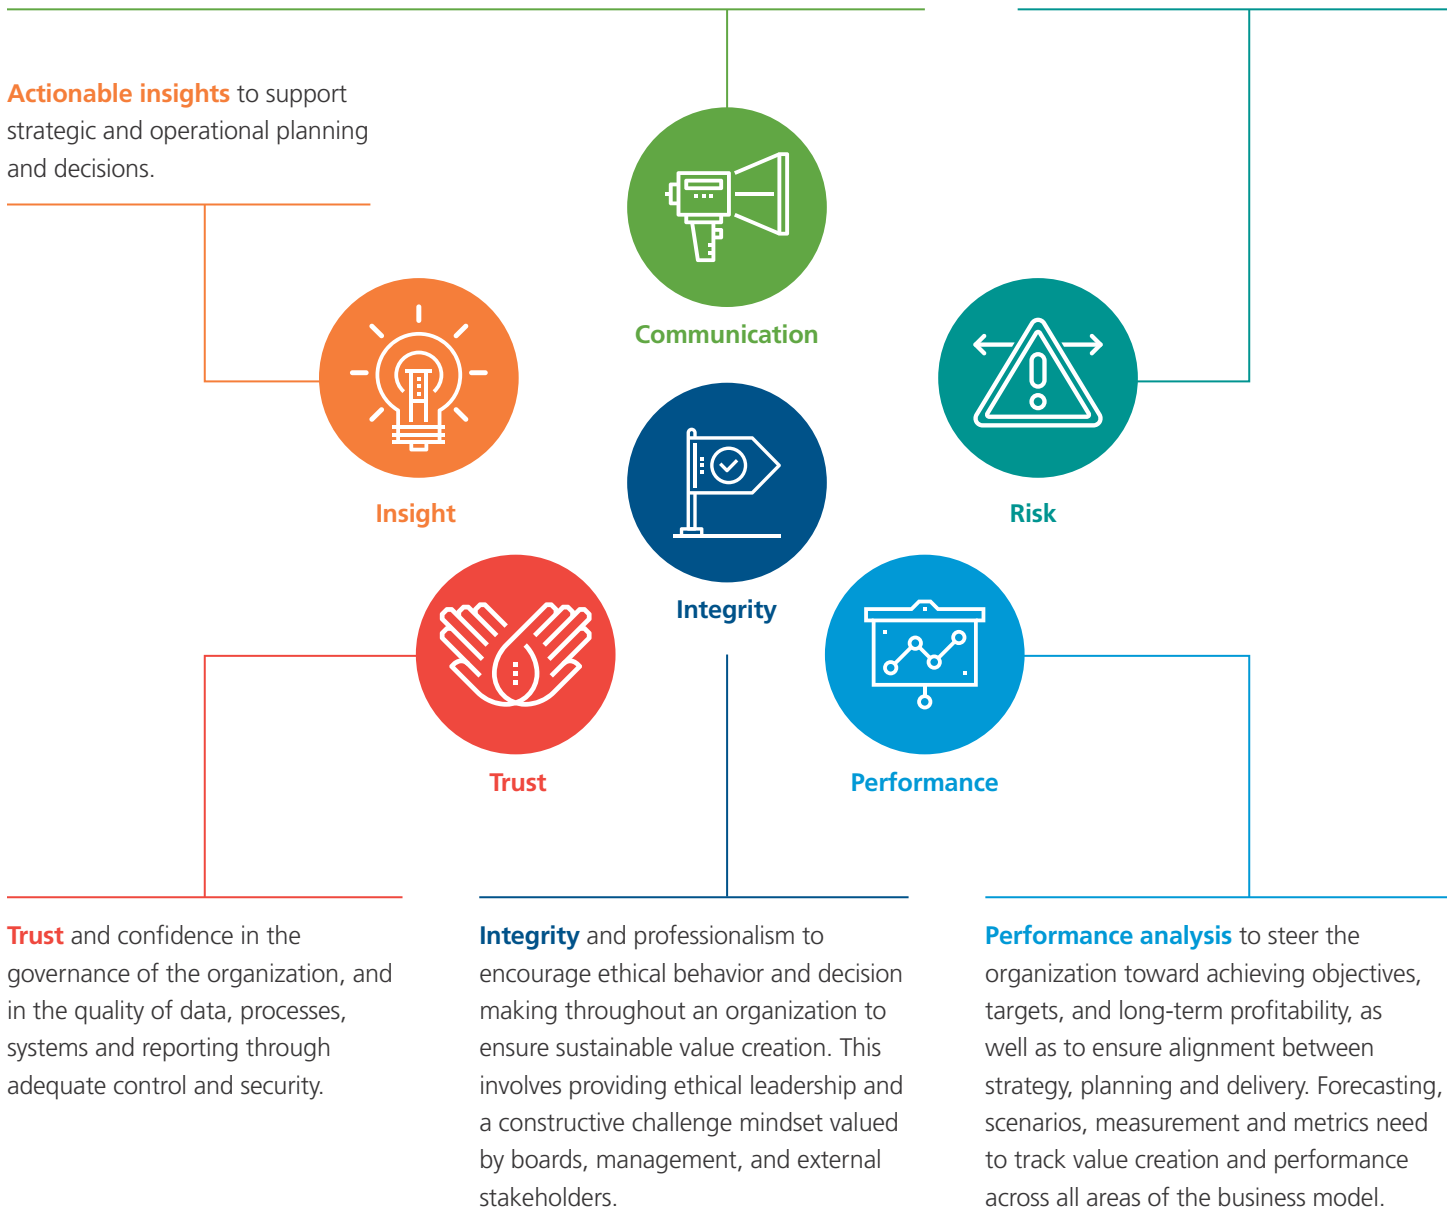 Actionable insights to support
strategic and operational planning
and decisions.
Communication
Insight
Risk
Integrity
Trust
Performance
Trust and confidence in the
governance of the organization, and
in the quality of data, processes,
systems and reporting through
adequate control and security.
Integrity and professionalism to
encourage ethical behavior and decision
making throughout an organization to
ensure sustainable value creation. This
involves providing ethical leadership and
a constructive challenge mindset valued
by boards, management, and external
stakeholders.
Performance analysis to steer the
organization toward achieving objectives,
targets, and long-term profitability, as
well as to ensure alignment between
strategy, planning and delivery. Forecasting,
scenarios, measurement and metrics need
to track value creation and performance
across all areas of the business model.